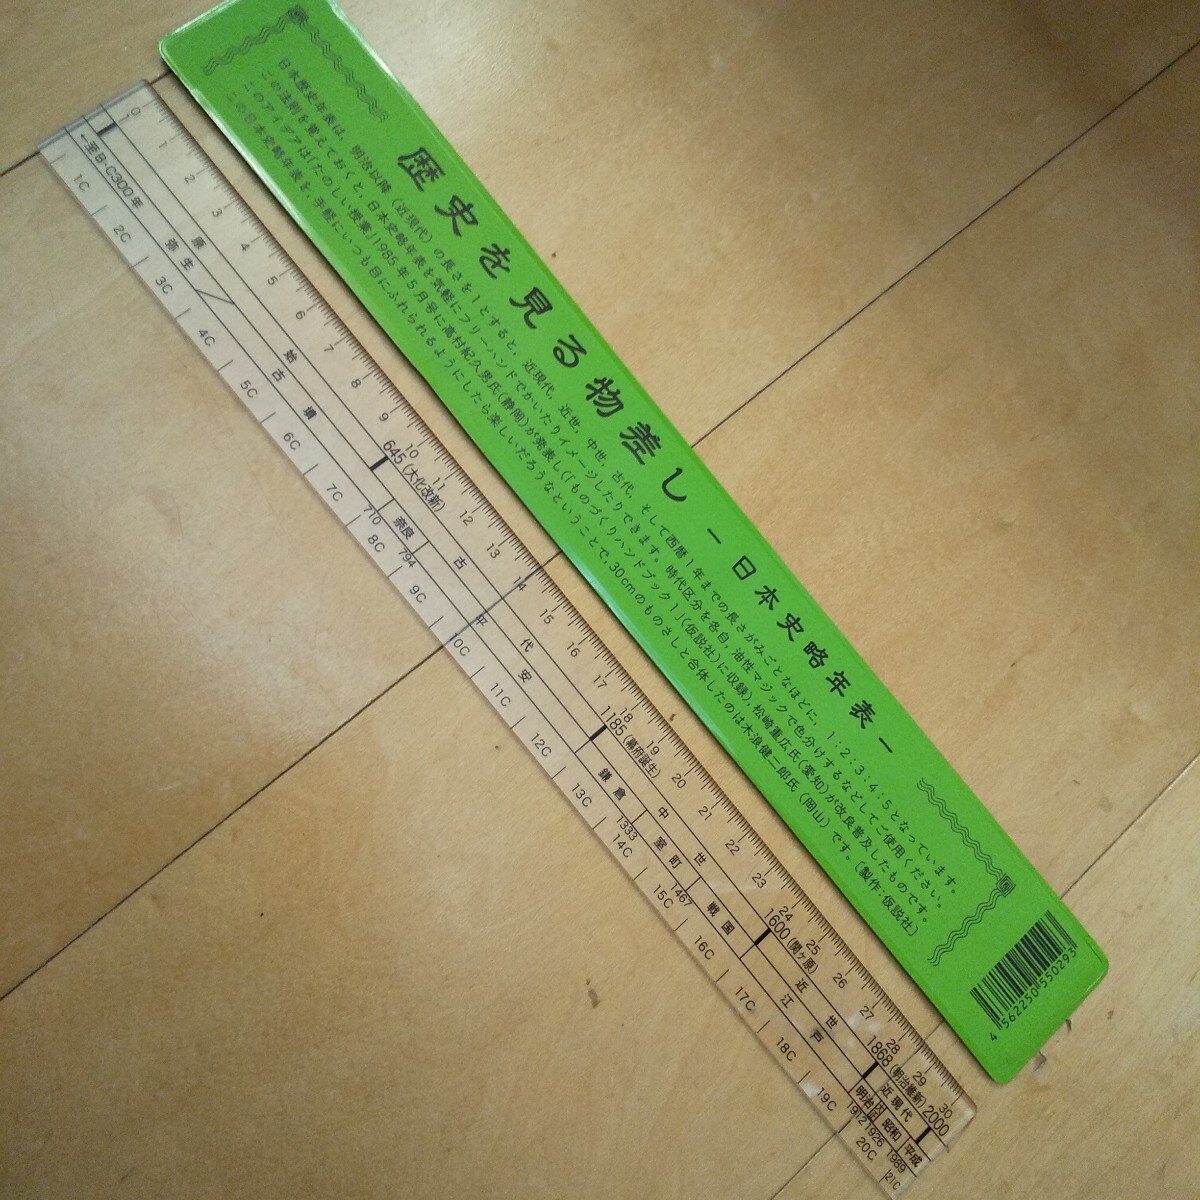 歴史を見る物差し－日本史略年表－
日本歴史年表は，明治以降（近現代）の長さを1とすると，近現代，近世，中世，古代，そして西暦1年までの長さがみごとなほどに，1：2：3：4：5となっています。
この法則を覚えておくと，日本史略年表を気軽にフリーハンドでかいたりイメージしたりできます。時代区分を各自，油性マジックで色分けするなどしてご使用ください。
このアイデアは「たのしい授業」1985年5月号に高村紀久男氏（静岡）が発表し（『ものづりハンドブック1』（仮説社）に収録），松崎重広氏（愛知）が改良普及したものです。
この日本史略年表を，手軽にいつも目にふれられるようにしたら楽しいだろうなということで，30cmのものさしと合体したのは木浪健二郎氏（岡山）です。［製作：仮説社］
4 562250 550293
0 1 2 3 4 5 6 7 8 9 10 11 12 13 14 15 16 17 18 19 20 21 22 23 24 25 26 27 28 29 30
645（大化改新） 1185（幕府誕生） 1600（関ヶ原） 1868（明治維新） 2000
原始 古代 中世 近世 近現代
←至B・C300年 弥生 古墳 奈良 平安 鎌倉 室町 戦国 江戸 明治 大正 昭和 平成
710 794 1333 1467 1912 1926 1989
1C 2C 3C 4C 5C 6C 7C 8C 9C 10C 11C 12C 13C 14C 15C 16C 17C 18C 19C 20C 21C